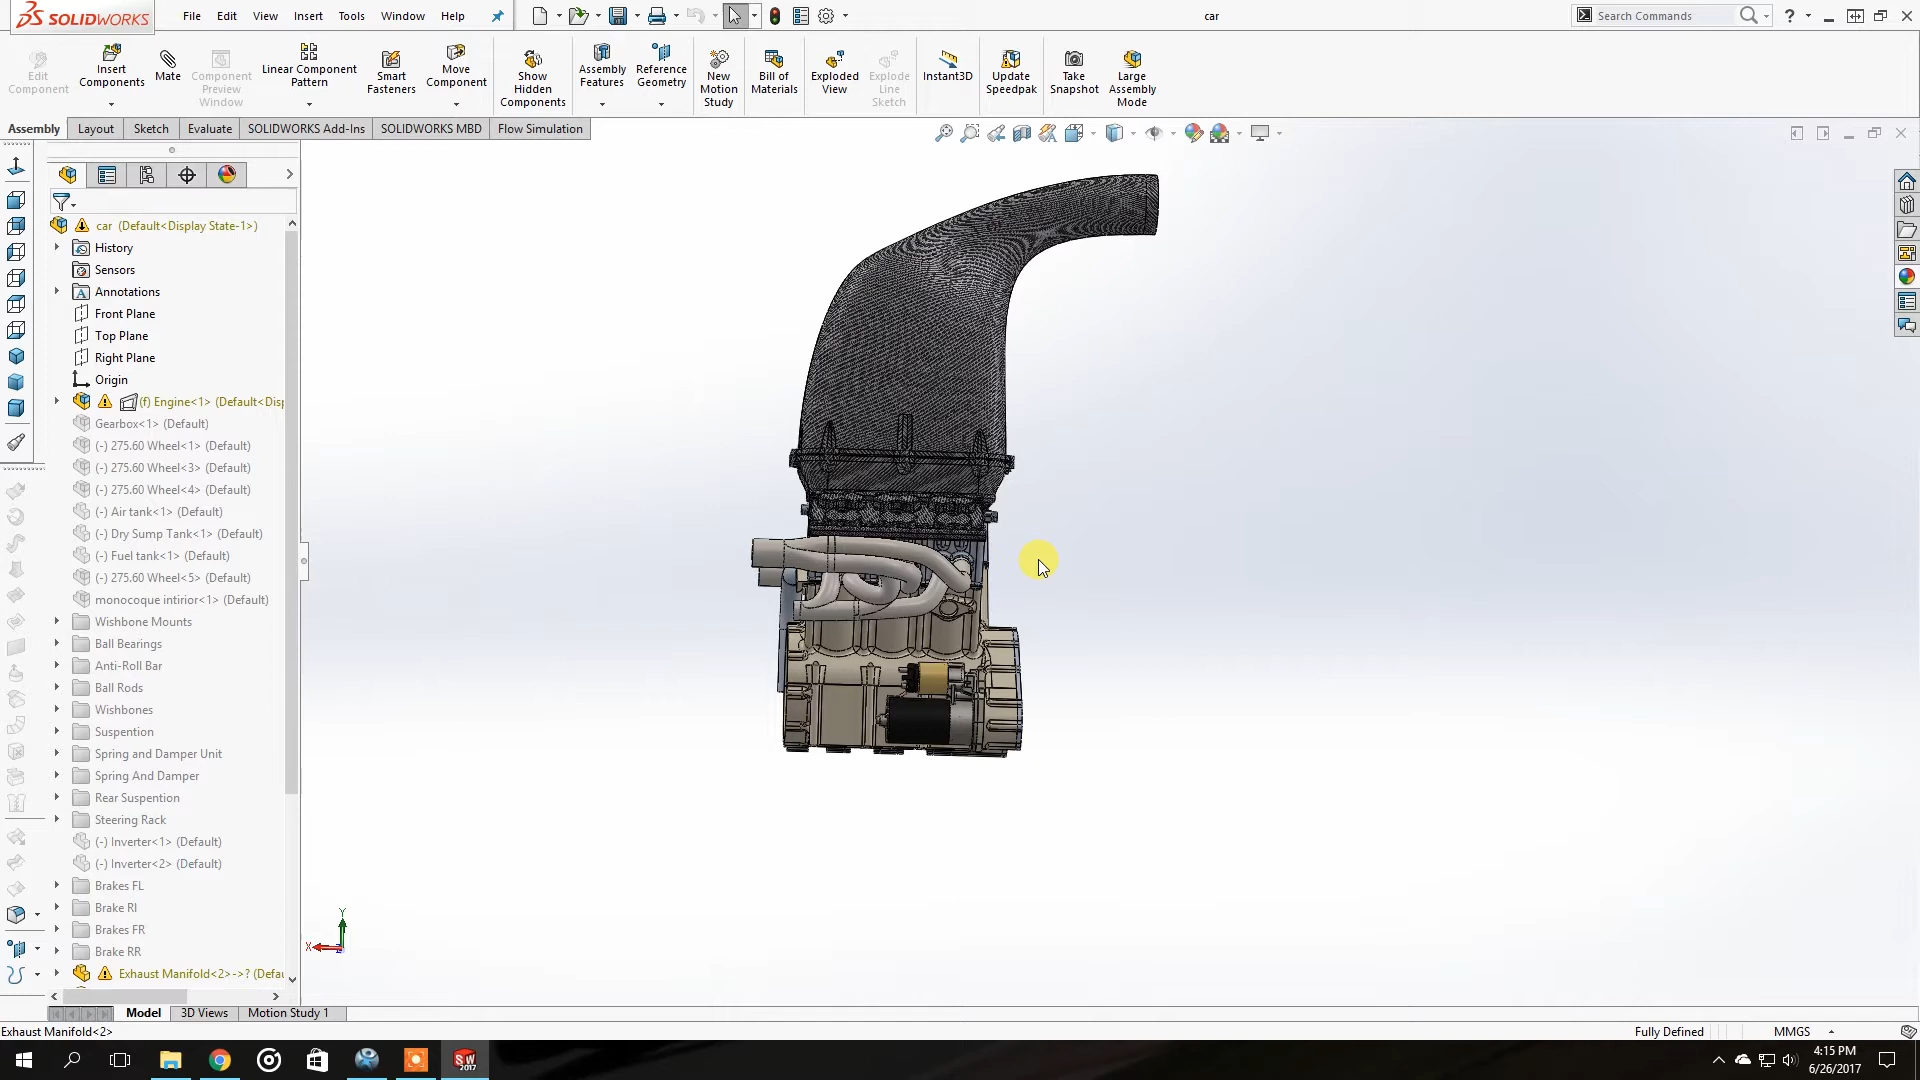 SOLIDWORKS
File Edit View Insert Tools Window Help
car
Search Commands
Edit Component
Insert Components
Mate
Component Preview Window
Linear Component Pattern
Smart Fasteners
Move Component
Show Hidden Components
Assembly Features
Reference Geometry
New Motion Study
Bill of Materials
Exploded View
Explode Line Sketch
Instant3D
Update Speedpak
Take Snapshot
Large Assembly Mode
Assembly Layout Sketch Evaluate SOLIDWORKS Add-Ins SOLIDWORKS MBD Flow Simulation
car (Default<Display State-1>)
History
Sensors
Annotations
Front Plane
Top Plane
Right Plane
Origin
(f) Engine<1> (Default<Disp
Gearbox<1> (Default)
(-) 275.60 Wheel<1> (Default)
(-) 275.60 Wheel<3> (Default)
(-) 275.60 Wheel<4> (Default)
(-) Air tank<1> (Default)
(-) Dry Sump Tank<1> (Default)
(-) Fuel tank<1> (Default)
(-) 275.60 Wheel<5> (Default)
monocoque intirior<1> (Default)
Wishbone Mounts
Ball Bearings
Anti-Roll Bar
Ball Rods
Wishbones
Suspention
Spring and Damper Unit
Spring And Damper
Rear Suspention
Steering Rack
(-) Inverter<1> (Default)
(-) Inverter<2> (Default)
Brakes FL
Brake Rl
Brakes FR
Brake RR
Exhaust Manifold<2>->? (Defau
Y
X
Model 3D Views Motion Study 1
Exhaust Manifold<2>
Fully Defined MMGS
SW 2017
4:15 PM
6/26/2017